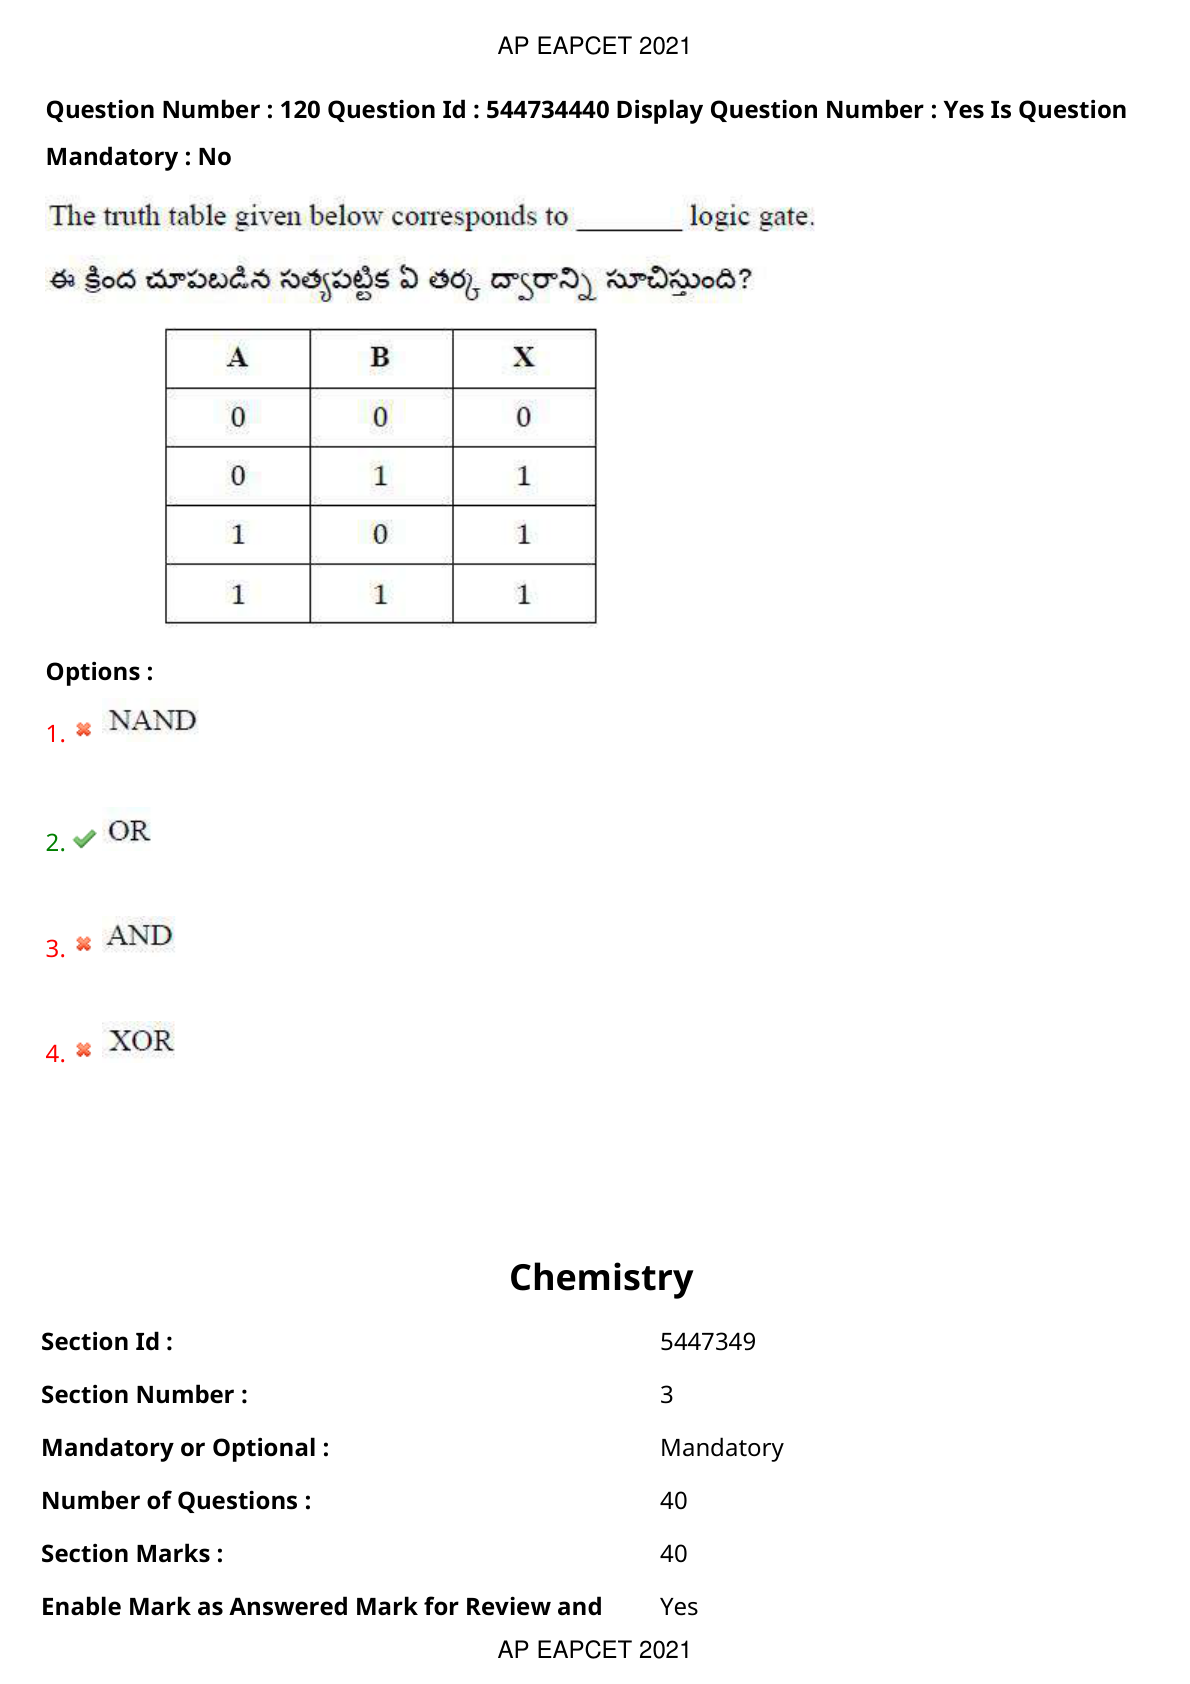 AP EAPCET 2021
Question Number : 120 Question Id : 544734440 Display Question Number : Yes Is Question
Mandatory : No
The truth table given below corresponds to _______ logic gate.
ఈ క్రింద చూపబడిన సత్యపట్టిక ఏ తర్క ద్వారాన్ని సూచిస్తుంది?
A B X
0 0 0
0 1 1
1 0 1
1 1 1
Options :
1. NAND
2. OR
3. AND
4. XOR
Chemistry
Section Id : 5447349
Section Number : 3
Mandatory or Optional : Mandatory
Number of Questions : 40
Section Marks : 40
Enable Mark as Answered Mark for Review and Yes
AP EAPCET 2021